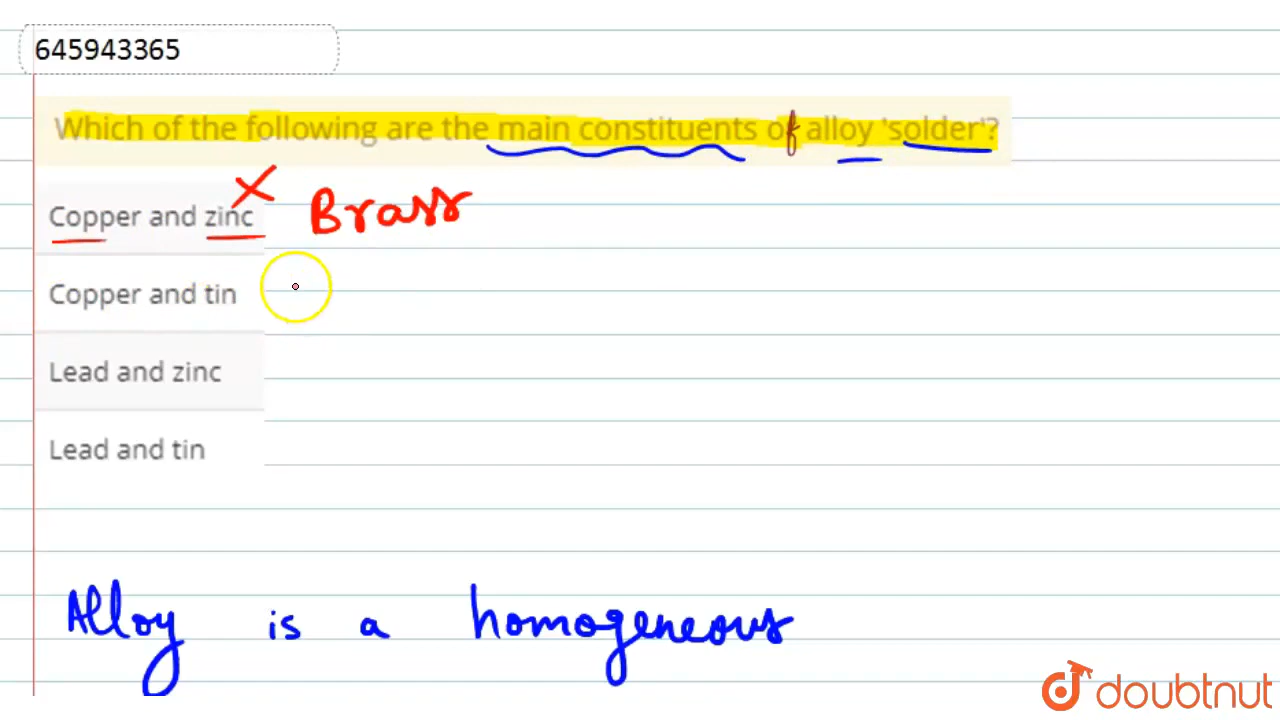 645943365
Which of the following are the main constituents of alloy 'solder'?
Copper and zinc X Brass
Copper and tin
Lead and zinc
Lead and tin
Alloy is a homogeneous
doubtnut